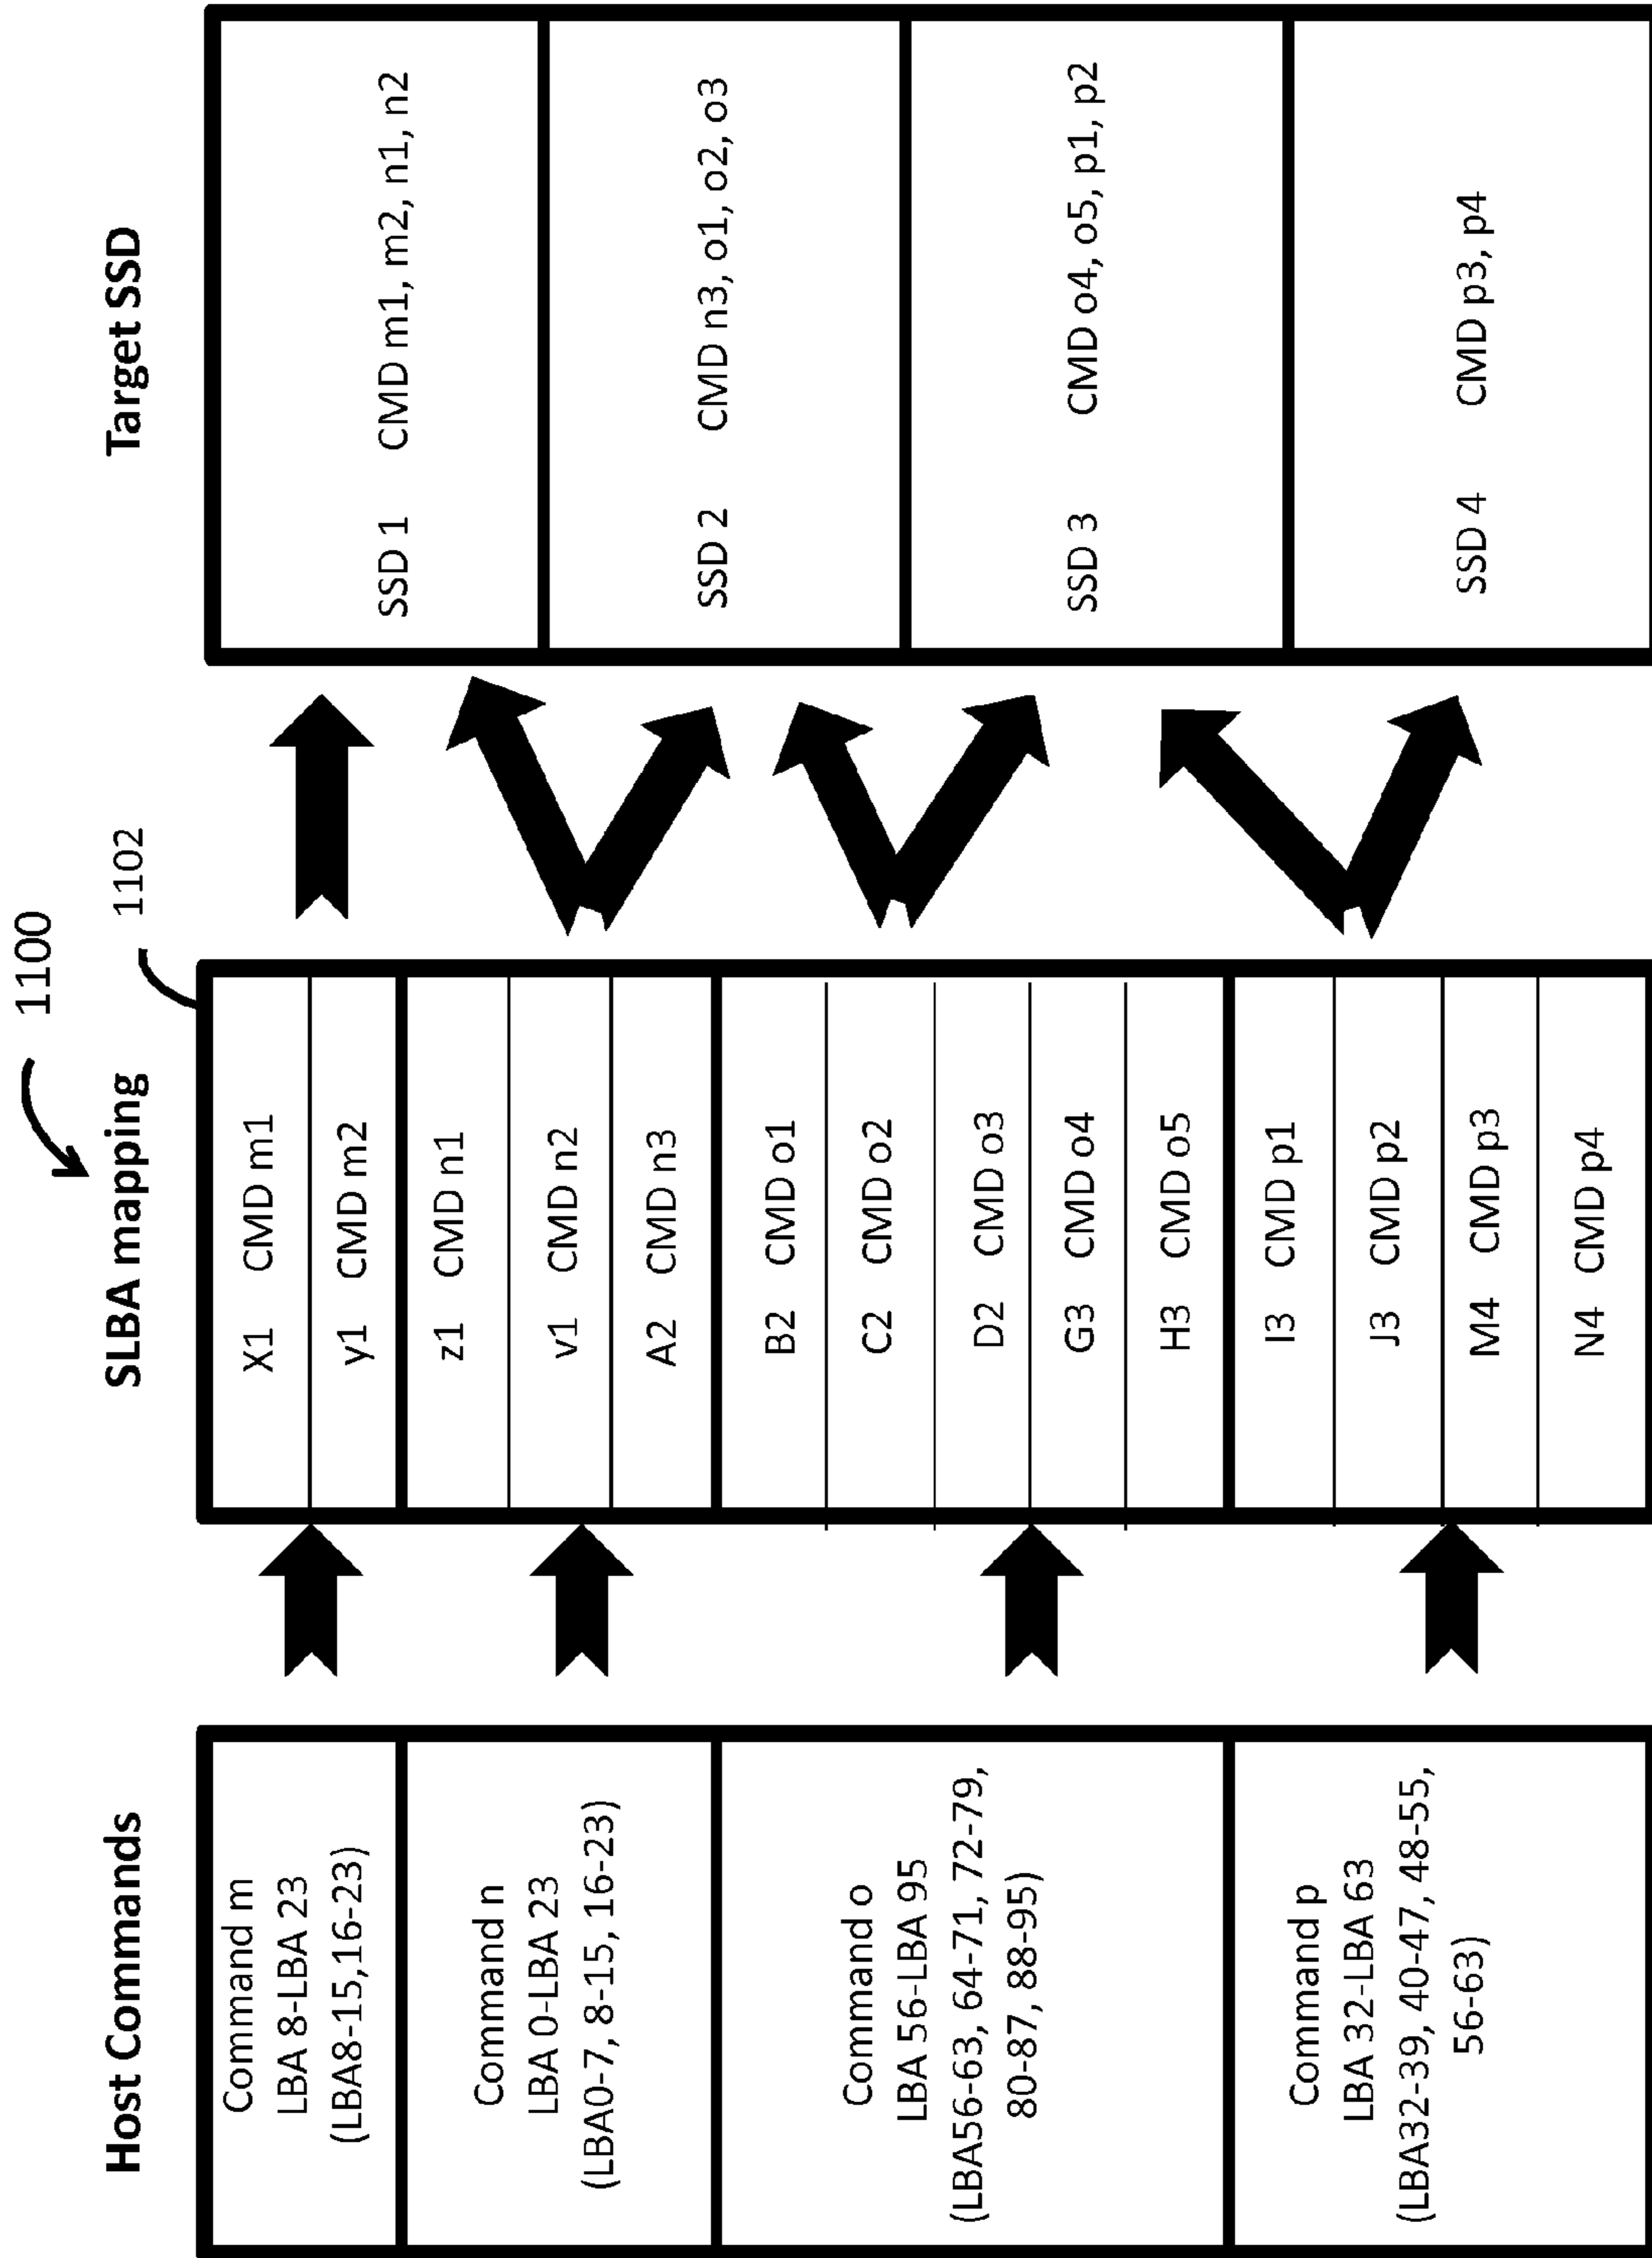 1100
Host Commands
Command m
LBA 8-LBA 23
(LBA8-15,16-23)
Command n
LBA 0-LBA 23
(LBA0-7, 8-15, 16-23)
Command o
LBA 56-LBA 95
(LBA56-63, 64-71, 72-79,
80-87, 88-95)
Command p
LBA 32-LBA 63
(LBA32-39, 40-47, 48-55,
56-63)
SLBA mapping
1102
X1 CMD m1
y1 CMD m2
z1 CMD n1
v1 CMD n2
A2 CMD n3
B2 CMD o1
C2 CMD o2
D2 CMD o3
G3 CMD o4
H3 CMD o5
I3 CMD p1
J3 CMD p2
M4 CMD p3
N4 CMD p4
Target SSD
SSD 1 CMD m1, m2, n1, n2
SSD 2 CMD n3, o1, o2, o3
SSD 3 CMD o4, o5, p1, p2
SSD 4 CMD p3, p4